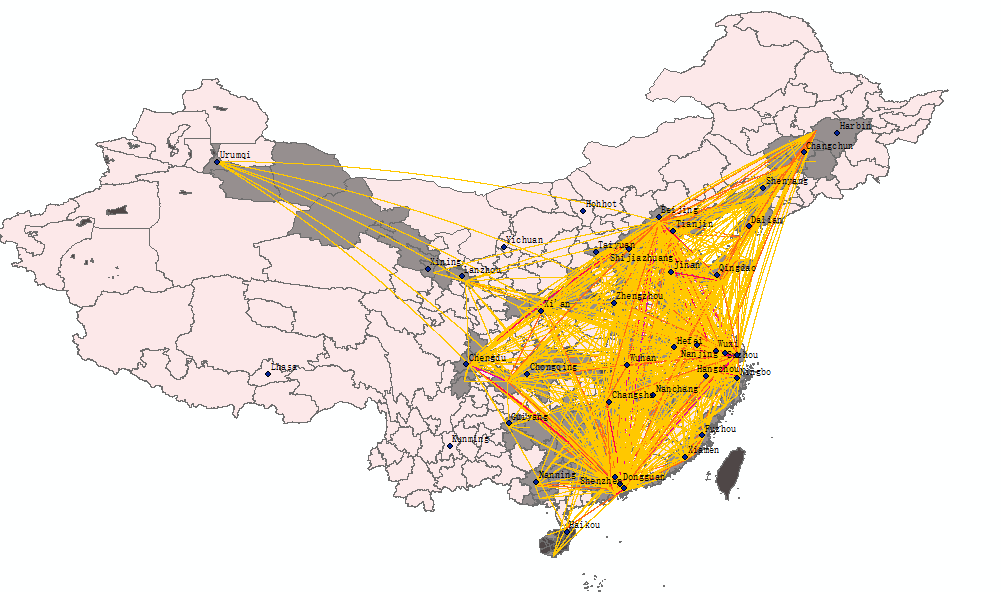 Harbin
Changchun
Urumqi
Shenyang
Hohhot
Beijing
Dalian
Tianjin
Yichuan
Taiyuan
Shijiazhuang
Xining
Lanzhou
Jinan
Qingdao
Xi'an
Zhengzhou
Hefei
Wuxi
Nanjing
Suzhou
Chengdu
Wuhan
Lhasa
Chongqing
Hangzhou
Ningbo
Nanchang
Changsha
Guiyang
Fuzhou
Kunming
Xiamen
Nanning
Shenzhen
Dongguan
Haikou